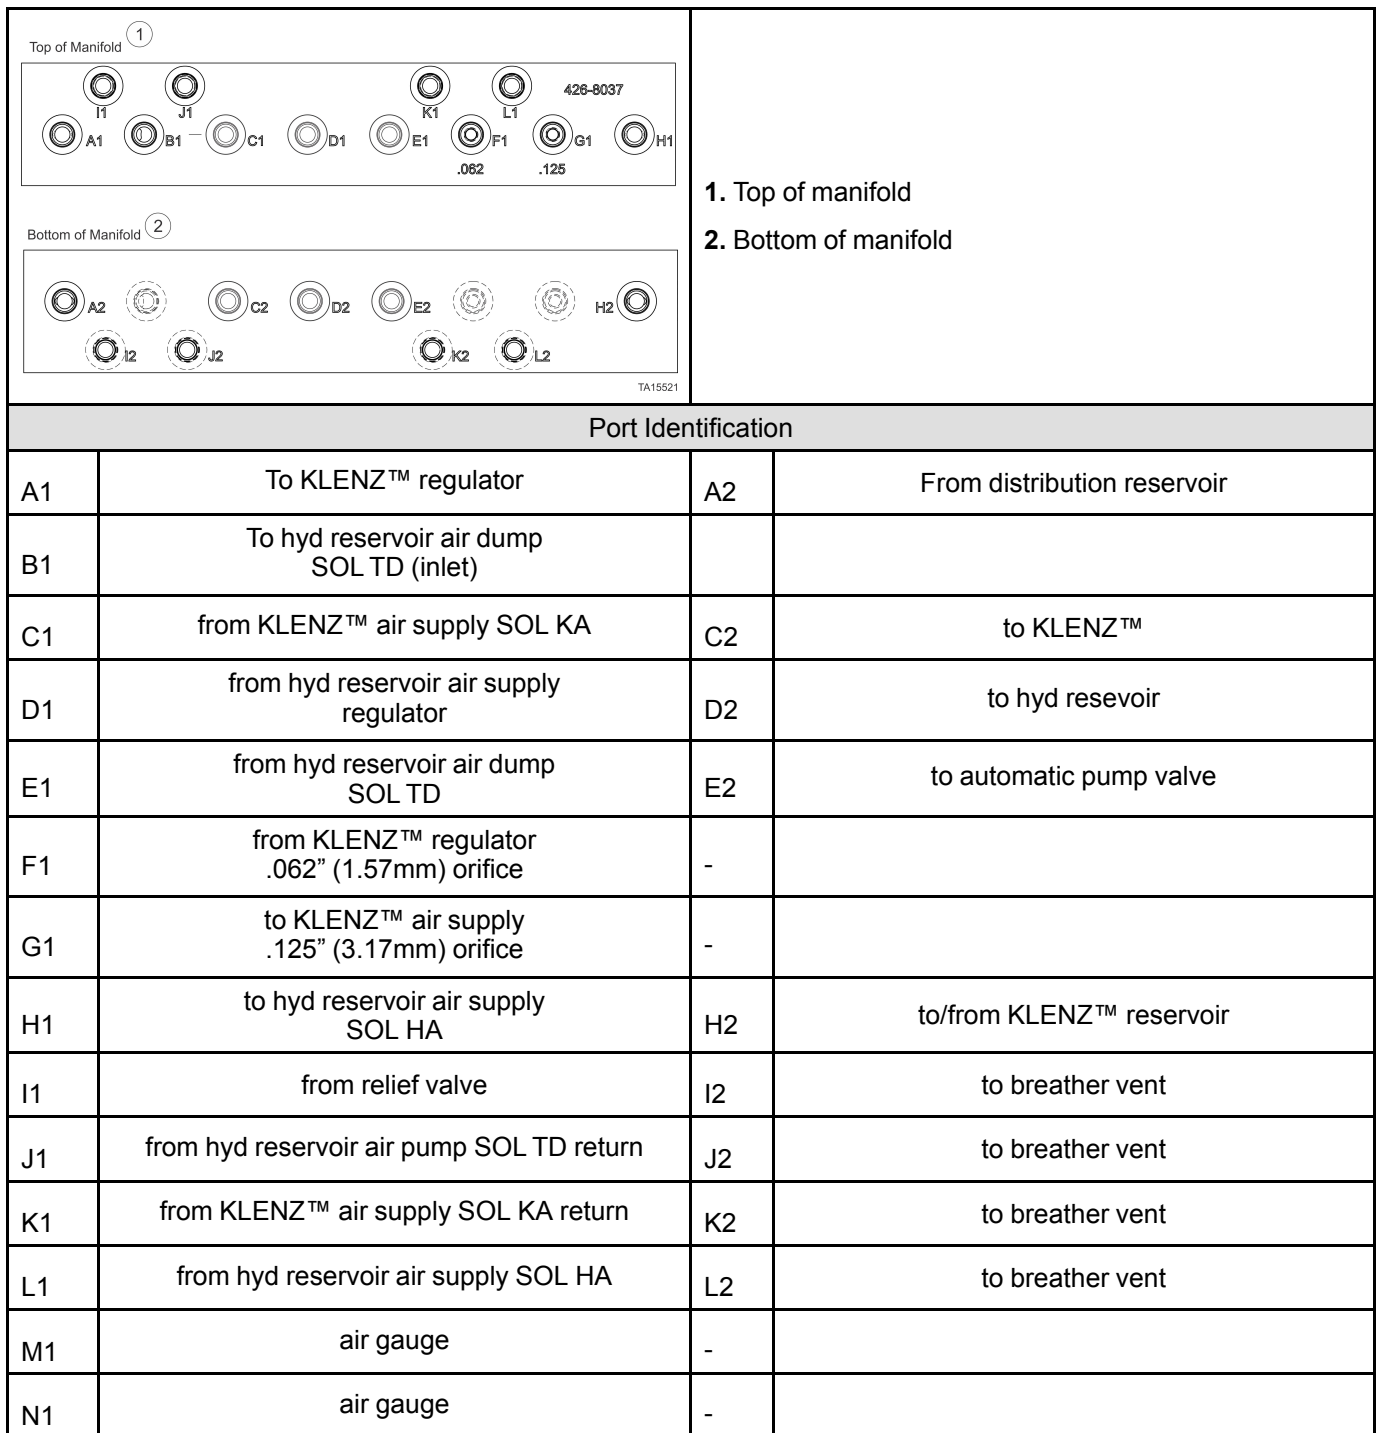 Top of Manifold 1
I1 J1 K1 L1 426-8037
A1 B1 C1 D1 E1 F1 G1 H1
.062 .125
Bottom of Manifold 2
A2 C2 D2 E2 H2
I2 J2 K2 L2
TA15521
1. Top of manifold
2. Bottom of manifold
Port Identification
A1 To KLENZ™ regulator A2 From distribution reservoir
B1 To hyd reservoir air dump
SOL TD (inlet)
C1 from KLENZ™ air supply SOL KA C2 to KLENZ™
D1 from hyd reservoir air supply
regulator D2 to hyd resevoir
E1 from hyd reservoir air dump
SOL TD E2 to automatic pump valve
F1 from KLENZ™ regulator
.062” (1.57mm) orifice -
G1 to KLENZ™ air supply
.125” (3.17mm) orifice -
H1 to hyd reservoir air supply
SOL HA H2 to/from KLENZ™ reservoir
I1 from relief valve I2 to breather vent
J1 from hyd reservoir air pump SOL TD return J2 to breather vent
K1 from KLENZ™ air supply SOL KA return K2 to breather vent
L1 from hyd reservoir air supply SOL HA L2 to breather vent
M1 air gauge -
N1 air gauge -